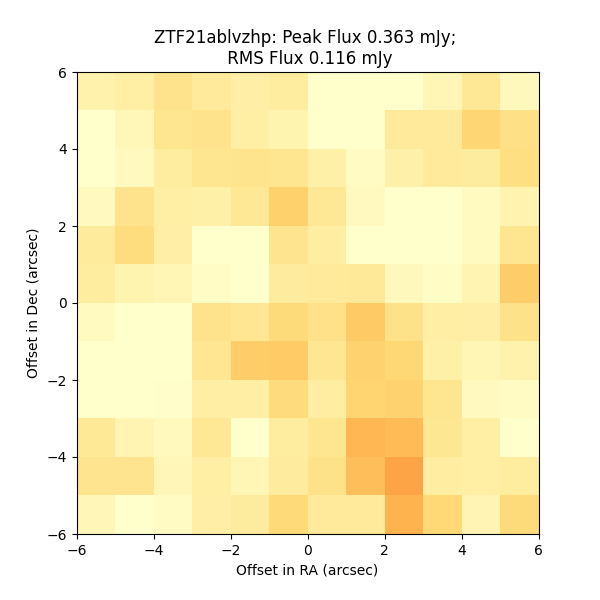 ZTF21ablvzhp: Peak Flux 0.363 mJy;
RMS Flux 0.116 mJy
6
4
2
0
−2
−4
−6
Offset in Dec (arcsec)
−6 −4 −2 0 2 4 6
Offset in RA (arcsec)